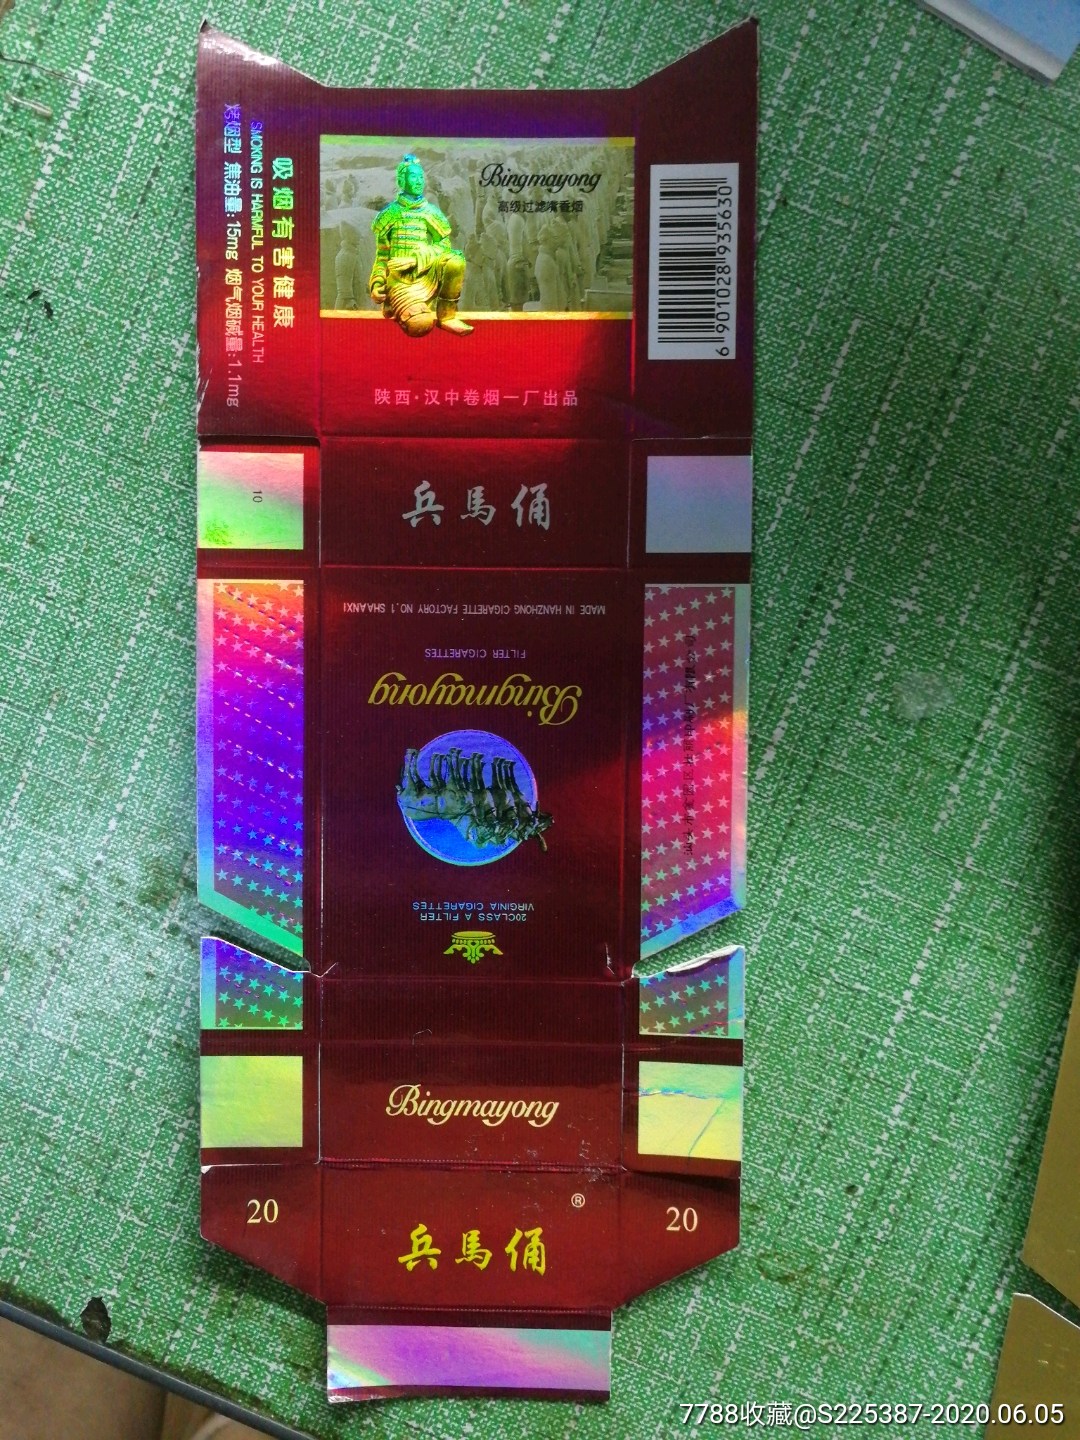 吸烟有害健康
SMOKING IS HARMFUL TO YOUR HEALTH
烤烟型 焦油量:15mg 烟气烟碱量:1.1mg
Bingmayong
高级过滤嘴香烟
6 901028 935630
陕西·汉中卷烟一厂出品
10
兵馬俑
MADE IN HANZHONG CIGARETTE FACTORY NO.1 SHAANXI
FILTER CIGARETTES
Bingmayong
20CLASS A FILTER
VIRGINIA CIGARETTES
Bingmayong
20
®
20
兵馬俑
7788收藏@S225387-2020.06.05